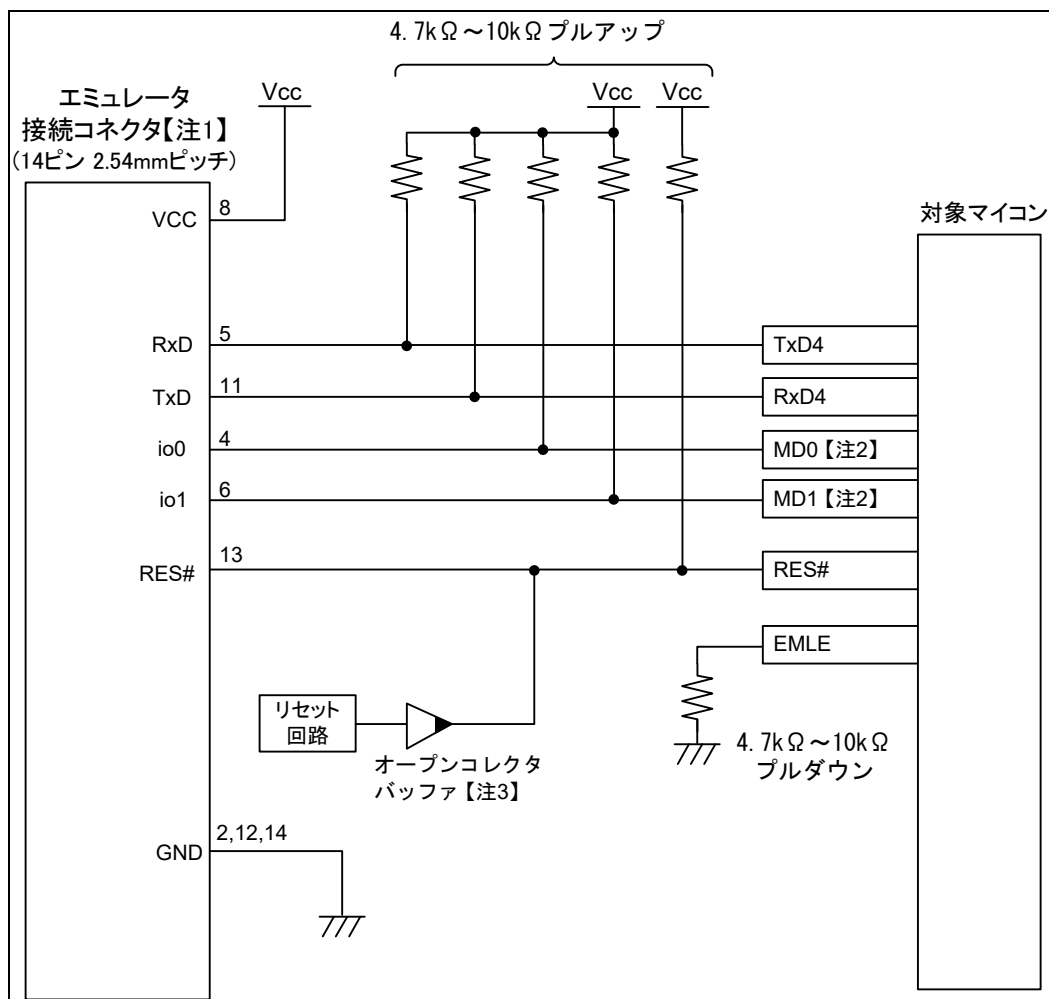 4.7kΩ～10kΩ プルアップ
エミュレータ
接続コネクタ【注1】
(14ピン 2.54mmピッチ)
Vcc
Vcc
Vcc
対象マイコン
VCC
8
RxD
5
TxD4
TxD
11
RxD4
io0
4
MD0【注2】
io1
6
MD1【注2】
RES#
13
RES#
EMLE
リセット
回路
オープンコレクタ
バッファ【注3】
4.7kΩ～10kΩ
プルダウン
GND
2,12,14